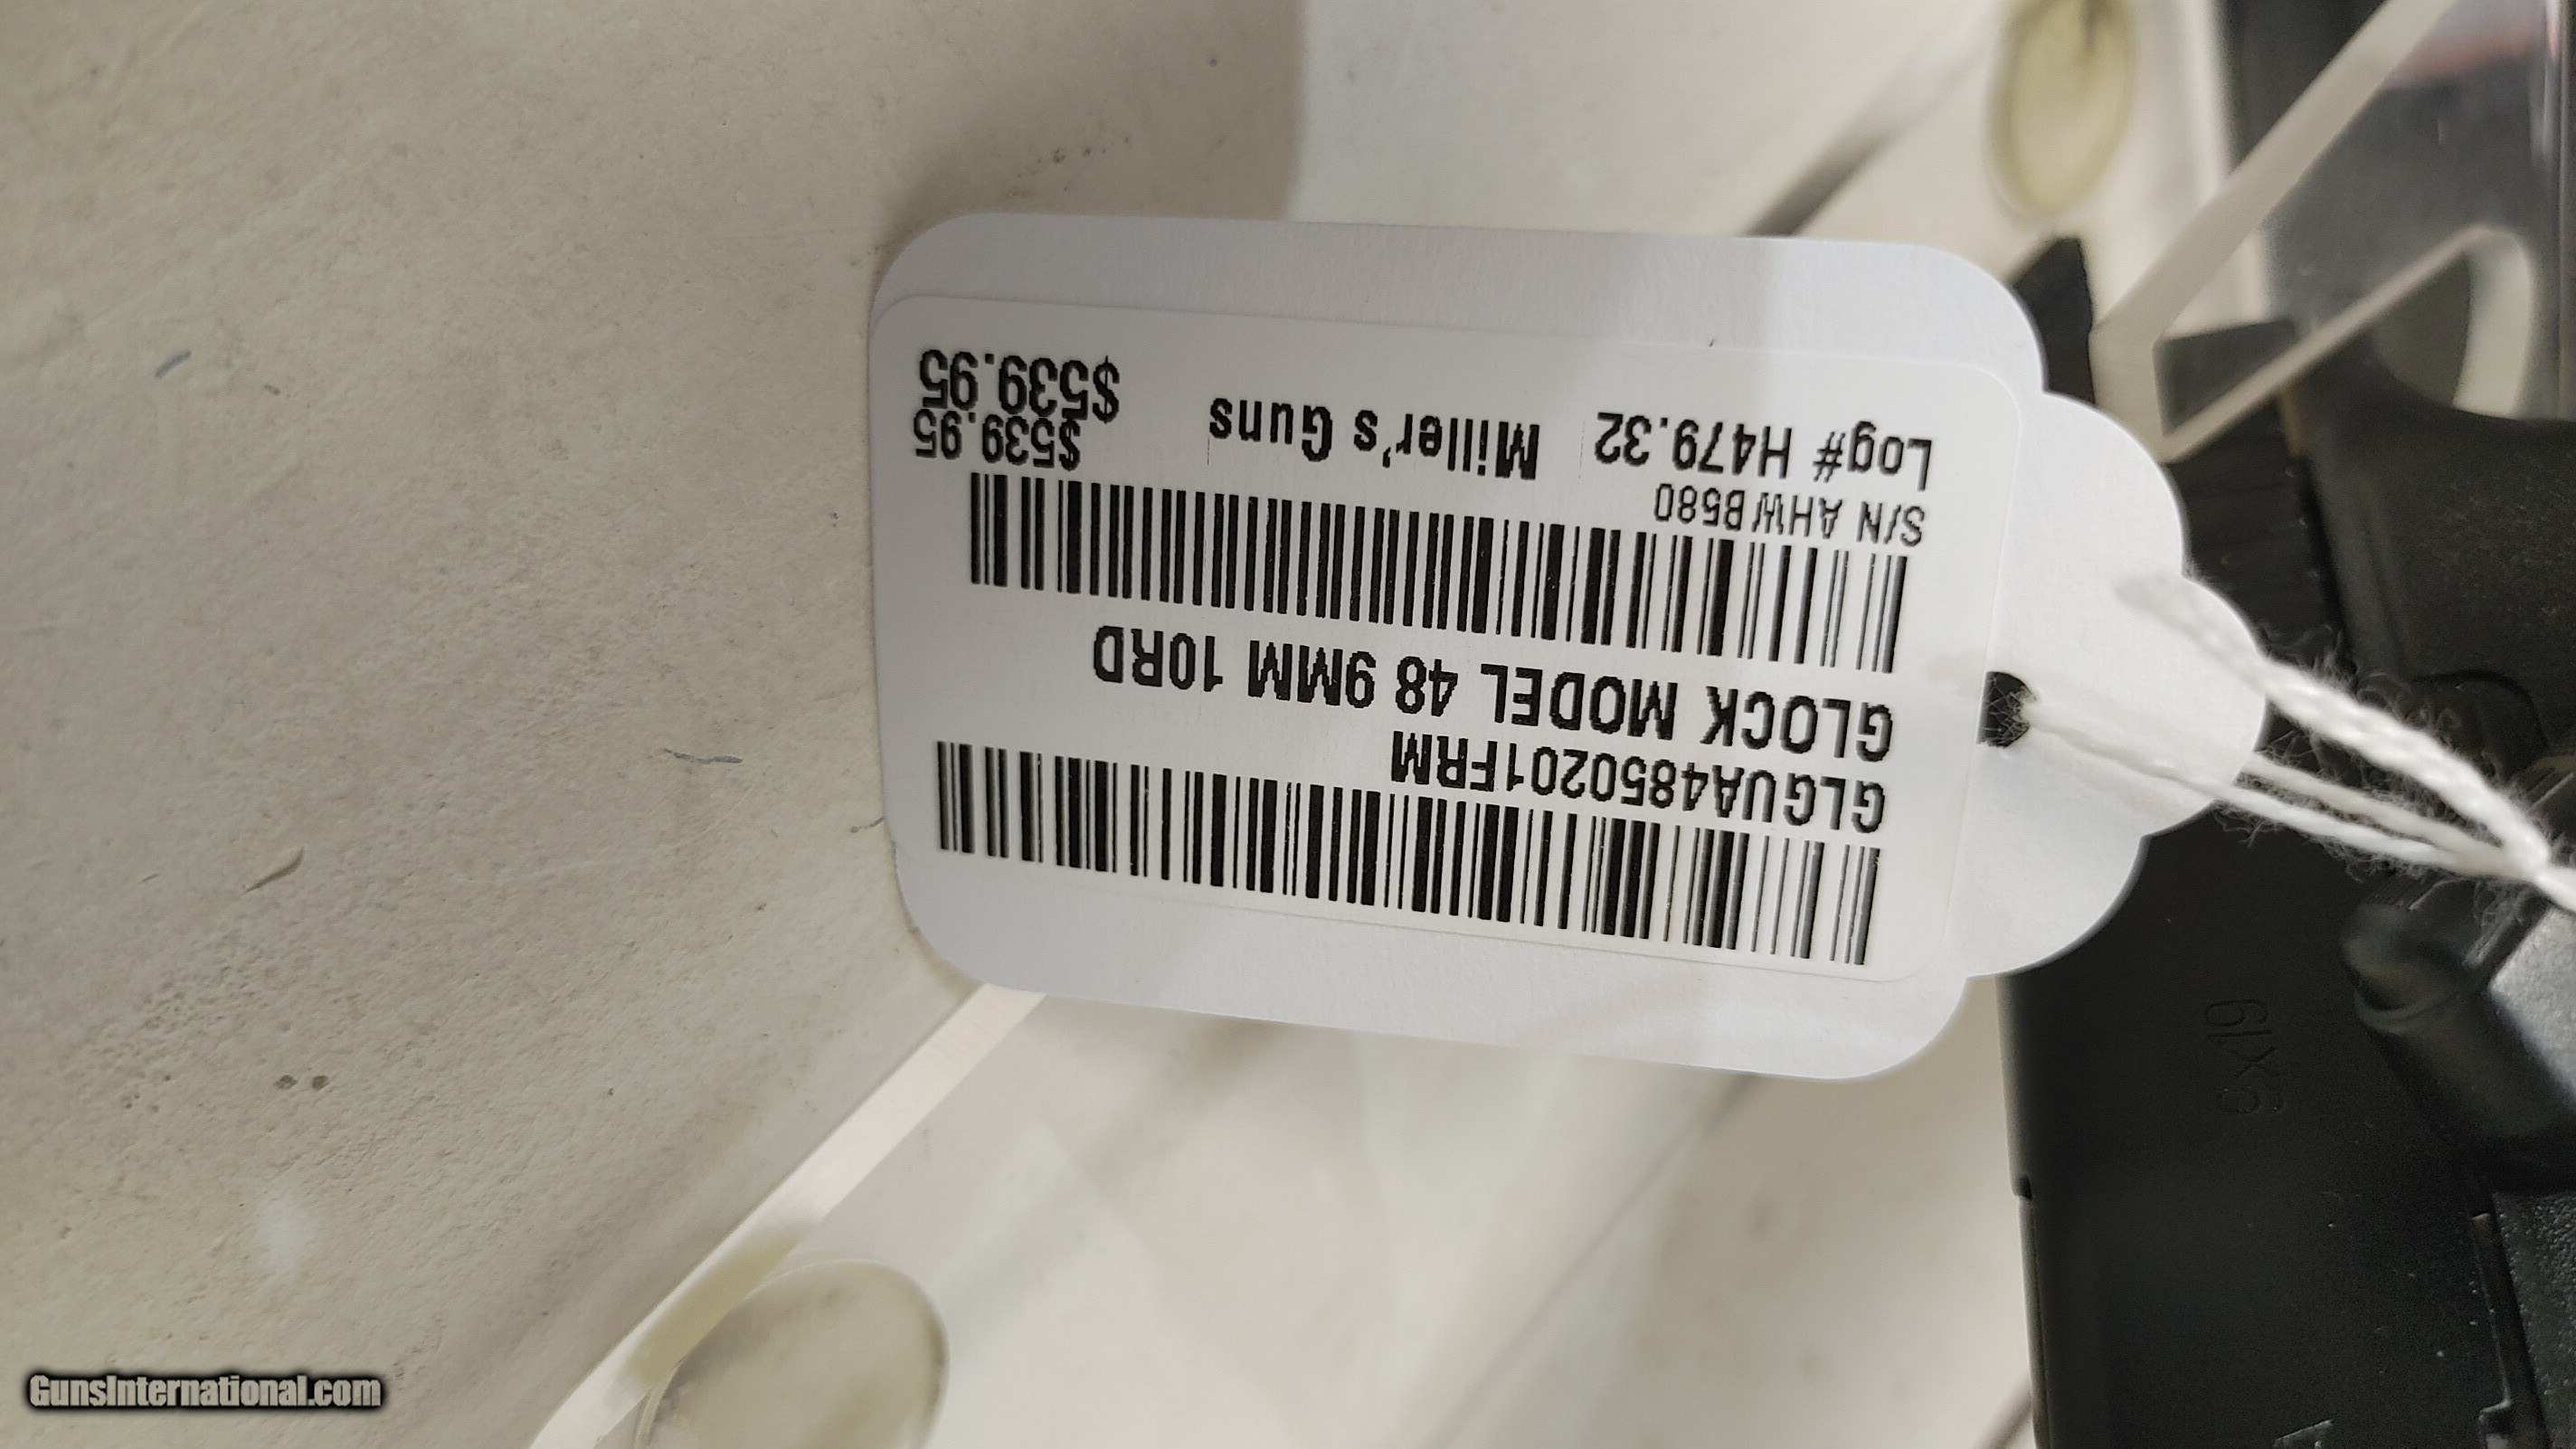 GLGUA4850201FRM
GLOCK MODEL 48 9MM 10RD
S/N AHWB580
Log# H479.32 Miller's Guns
$539.95
$539.95
9x19
GunsInternational.com